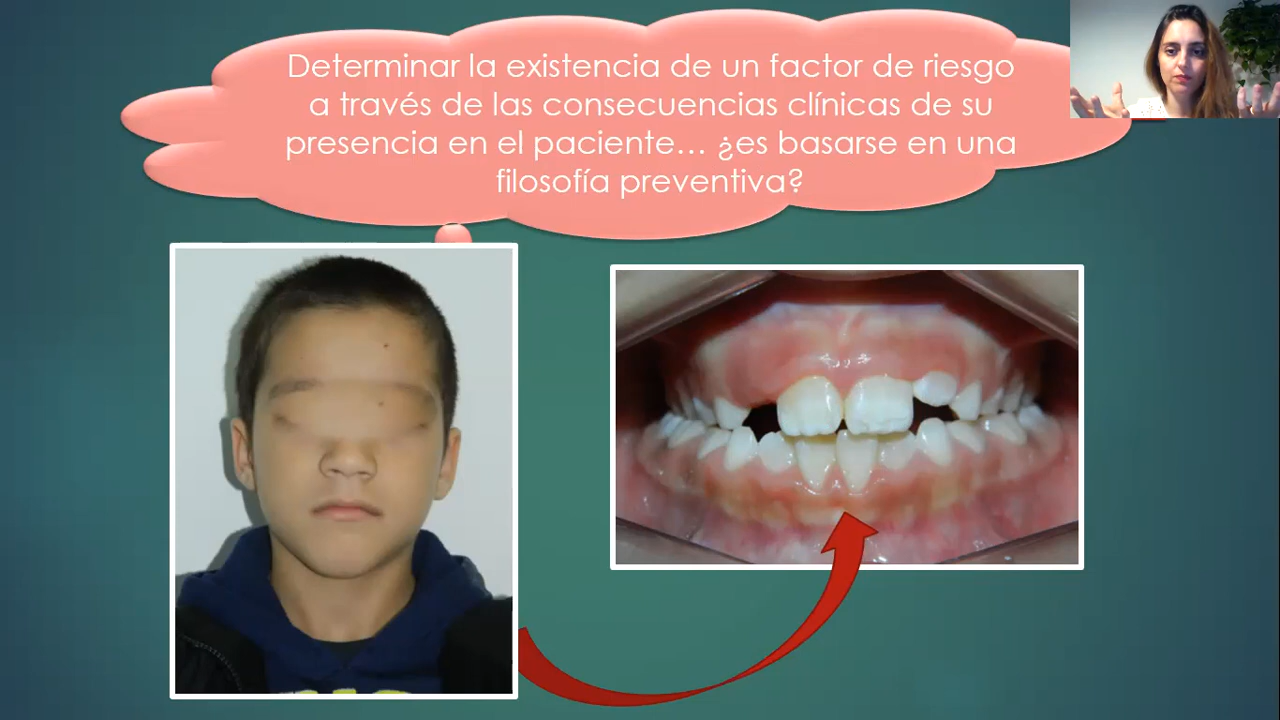 Determinar la existencia de un factor de riesgo
a través de las consecuencias clínicas de su
presencia en el paciente... ¿es basarse en una
filosofía preventiva?